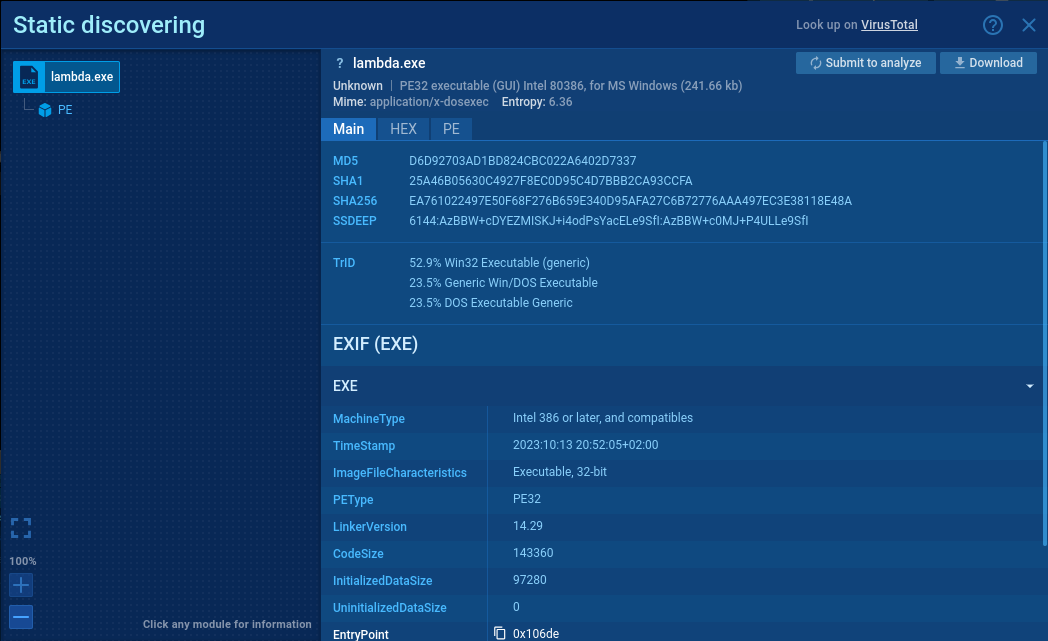 Static discovering
Look up on VirusTotal
?
EXE
lambda.exe
PE
? lambda.exe
Submit to analyze
Download
Unknown | PE32 executable (GUI) Intel 80386, for MS Windows (241.66 kb)
Mime: application/x-dosexec Entropy: 6.36
Main HEX PE
MD5 D6D92703AD1BD824CBC022A6402D7337
SHA1 25A46B05630C4927F8EC0D95C4D7BBB2CA93CCFA
SHA256 EA761022497E50F68F276B659E340D95AFA27C6B72776AAA497EC3E38118E48A
SSDEEP 6144:AzBBW+cDYEZMISKJ+i4odPsYacELe9SfI:AzBBW+c0MJ+P4ULLe9SfI
TrID 52.9% Win32 Executable (generic)
23.5% Generic Win/DOS Executable
23.5% DOS Executable Generic
EXIF (EXE)
EXE
MachineType Intel 386 or later, and compatibles
TimeStamp 2023:10:13 20:52:05+02:00
ImageFileCharacteristics Executable, 32-bit
PEType PE32
LinkerVersion 14.29
CodeSize 143360
InitializedDataSize 97280
UninitializedDataSize 0
EntryPoint 0x106de
100%
Click any module for information